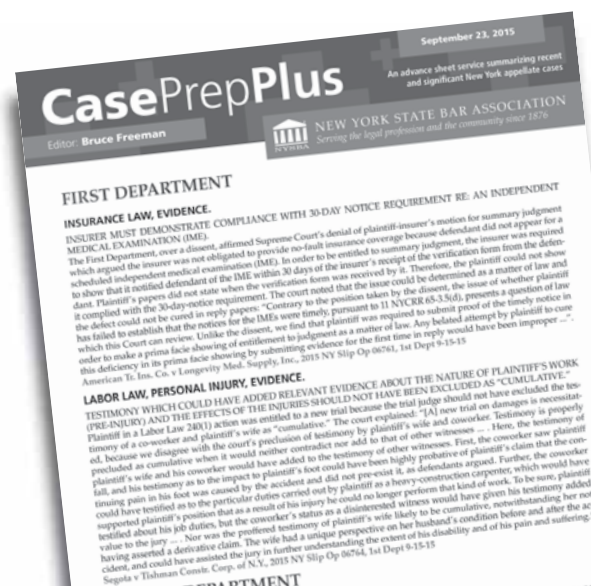 September 23, 2015
CasePrepPlus
An advance sheet service summarizing recent
and significant New York appellate cases
Editor: Bruce Freeman
NYSBA
NEW YORK STATE BAR ASSOCIATION
Serving the legal profession and the community since 1876
FIRST DEPARTMENT
INSURANCE LAW, EVIDENCE.
INSURER MUST DEMONSTRATE COMPLIANCE WITH 30-DAY NOTICE REQUIREMENT RE: AN INDEPENDENT
MEDICAL EXAMINATION (IME).
The First Department, over a dissent, affirmed Supreme Court's denial of plaintiff-insurer's motion for summary judgment
which argued the insurer was not obligated to provide no-fault insurance coverage because defendant did not appear for a
scheduled independent medical examination (IME). In order to be entitled to summary judgment, the insurer was required
to show that it notified defendant of the IME within 30 days of the insurer's receipt of the verification form from the defen-
dant. Plaintiff's papers did not state when the verification form was received by it. Therefore, the plaintiff could not show
it complied with the 30-day-notice requirement. The court noted that the issue could be determined as a matter of law and
the defect could not be cured in reply papers: "Contrary to the position taken by the dissent, the issue of whether plaintiff
has failed to establish that the notices for the IMEs were timely, pursuant to 11 NYCRR 65-3.5(d), presents a question of law
which this Court can review. Unlike the dissent, we find that plaintiff was required to submit proof of the timely notice in
order to make a prima facie showing of entitlement to judgment as a matter of law. Any belated attempt by plaintiff to cure
this deficiency in its prima facie showing by submitting evidence for the first time in reply would have been improper ...".
American Tr. Ins. Co. v Longevity Med. Supply, Inc., 2015 NY Slip Op 06761, 1st Dept 9-15-15
LABOR LAW, PERSONAL INJURY, EVIDENCE.
TESTIMONY WHICH COULD HAVE ADDED RELEVANT EVIDENCE ABOUT THE NATURE OF PLAINTIFF'S WORK
(PRE-INJURY) AND THE EFFECTS OF THE INJURIES SHOULD NOT HAVE BEEN EXCLUDED AS "CUMULATIVE."
Plaintiff in a Labor Law 240(1) action was entitled to a new trial because the trial judge should not have excluded the tes-
timony of a co-worker and plaintiff's wife as "cumulative." The court explained: "[A] new trial on damages is necessitat-
ed, because we disagree with the court's preclusion of testimony by plaintiff's wife and coworker. Testimony is properly
precluded as cumulative when it would neither contradict nor add to that of other witnesses ... . Here, the testimony of
plaintiff's wife and his coworker would have added to the testimony of other witnesses. First, the coworker saw plaintiff
fall, and his testimony as to the impact to plaintiff's foot could have been highly probative of plaintiff's claim that the con-
tinuing pain in his foot was caused by the accident and did not pre-exist it, as defendants argued. Further, the coworker
could have testified as to the particular duties carried out by plaintiff as a heavy-construction carpenter, which would have
supported plaintiff's position that as a result of his injury he could no longer perform that kind of work. To be sure, plaintiff
testified about his job duties, but the coworker's status as a disinterested witness would have given his testimony added
value to the jury ... . Nor was the proffered testimony of plaintiff's wife likely to be cumulative, notwithstanding her not
having asserted a derivative claim. The wife had a unique perspective on her husband's condition before and after the ac-
cident, and could have assisted the jury in further understanding the extent of his disability and of his pain and suffering.
Segota v Tishman Constr. Corp. of N.Y., 2015 NY Slip Op 06764, 1st Dept 9-15-15
DEPARTMENT